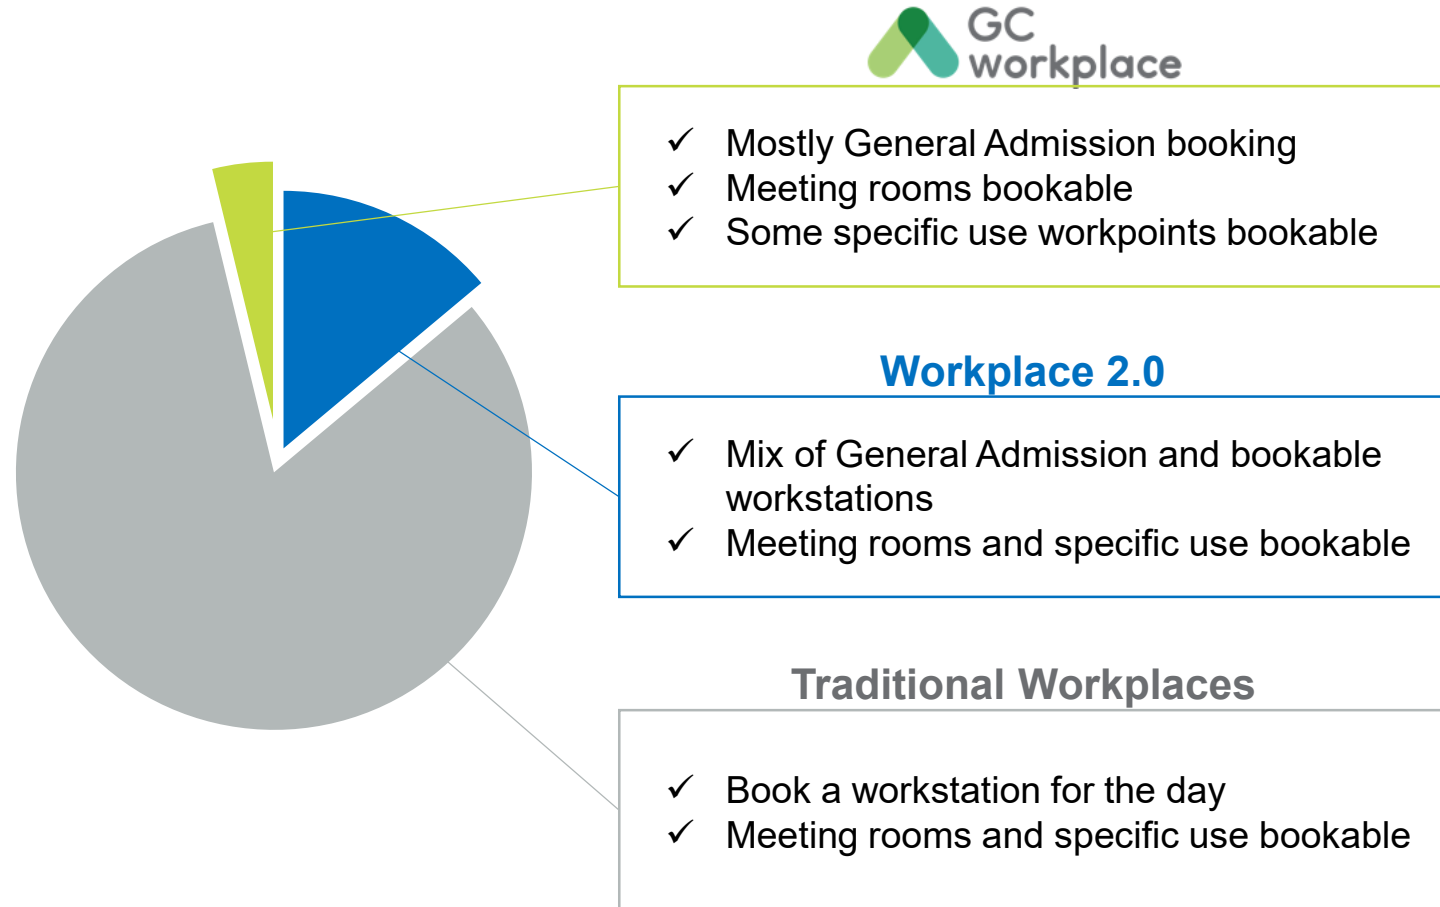 GC
workplace
✓ Mostly General Admission booking
✓ Meeting rooms bookable
✓ Some specific use workpoints bookable
Workplace 2.0
✓ Mix of General Admission and bookable
workstations
✓ Meeting rooms and specific use bookable
Traditional Workplaces
✓ Book a workstation for the day
✓ Meeting rooms and specific use bookable